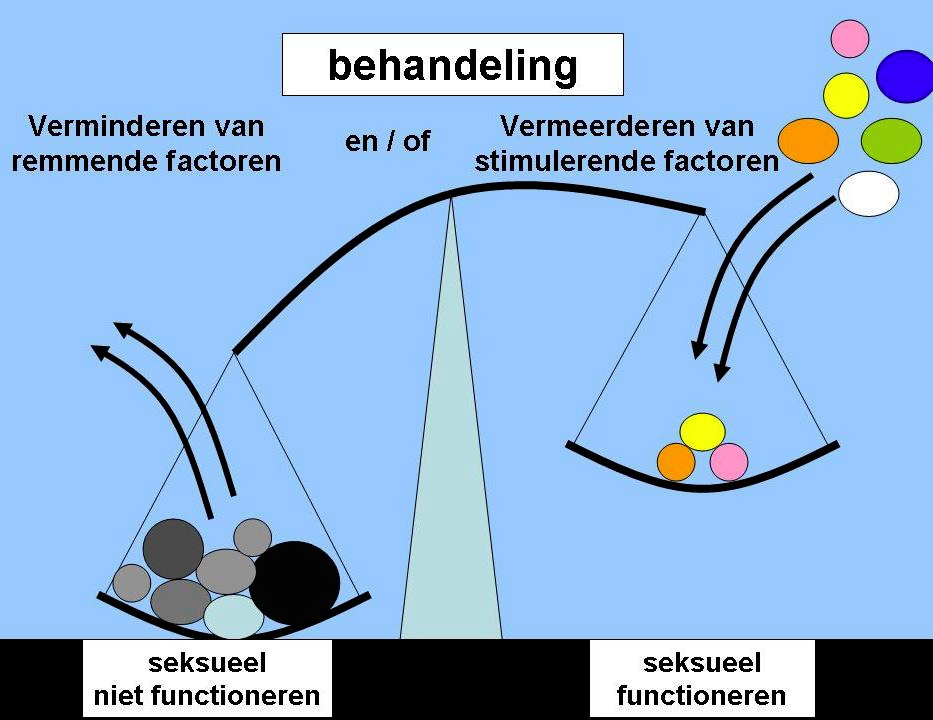 behandeling
Verminderen van
remmende factoren
en / of
Vermeerderen van
stimulerende factoren
seksueel
niet functioneren
seksueel
functioneren